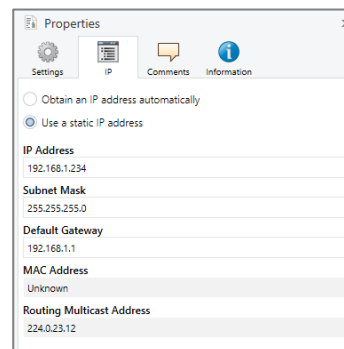 Properties
Settings IP Comments Information
Obtain an IP address automatically
Use a static IP address
IP Address
192.168.1.234
Subnet Mask
255.255.255.0
Default Gateway
192.168.1.1
MAC Address
Unknown
Routing Multicast Address
224.0.23.12